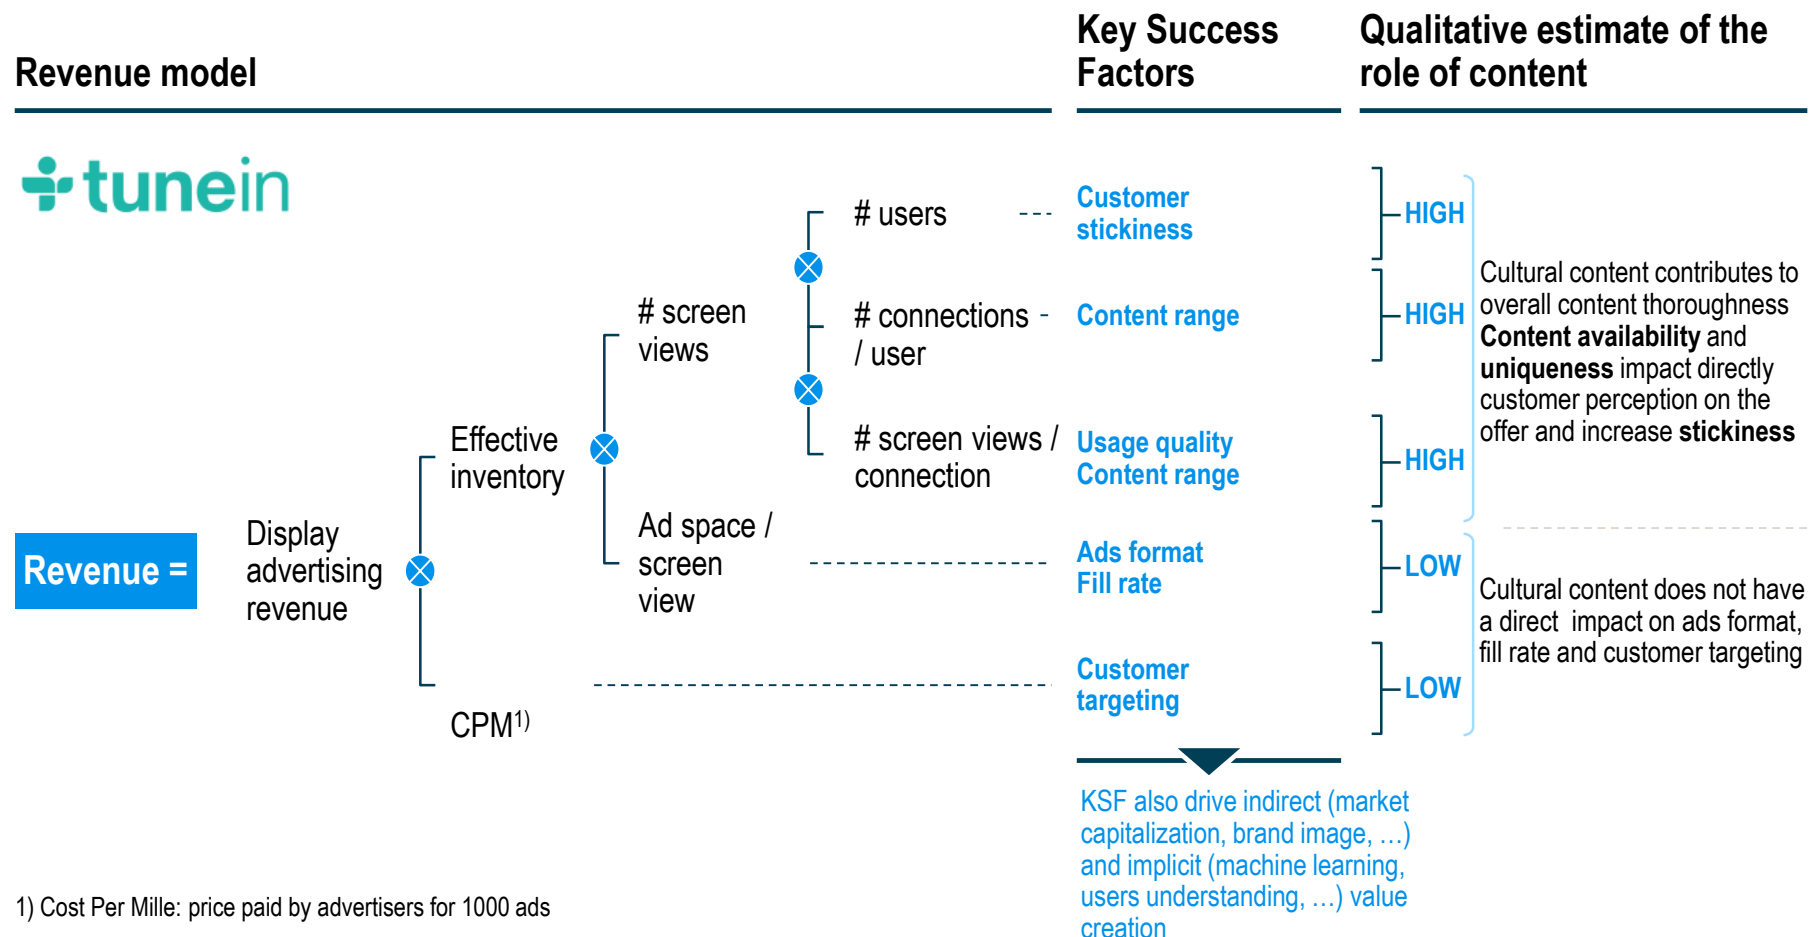 Revenue model
Key Success
Factors
Qualitative estimate of the
role of content
tunein
# users
Customer
stickiness
HIGH
# screen
views
# connections
/ user
Content range
HIGH
# screen views /
connection
Usage quality
Content range
HIGH
Cultural content contributes to
overall content thoroughness
Content availability and
uniqueness impact directly
customer perception on the
offer and increase stickiness
Effective
inventory
Revenue =
Display
advertising
revenue
Ad space /
screen
view
Ads format
Fill rate
LOW
CPM1)
Customer
targeting
LOW
Cultural content does not have
a direct  impact on ads format,
fill rate and customer targeting
KSF also drive indirect (market
capitalization, brand image, …)
and implicit (machine learning,
users understanding, …) value
creation
1) Cost Per Mille: price paid by advertisers for 1000 ads